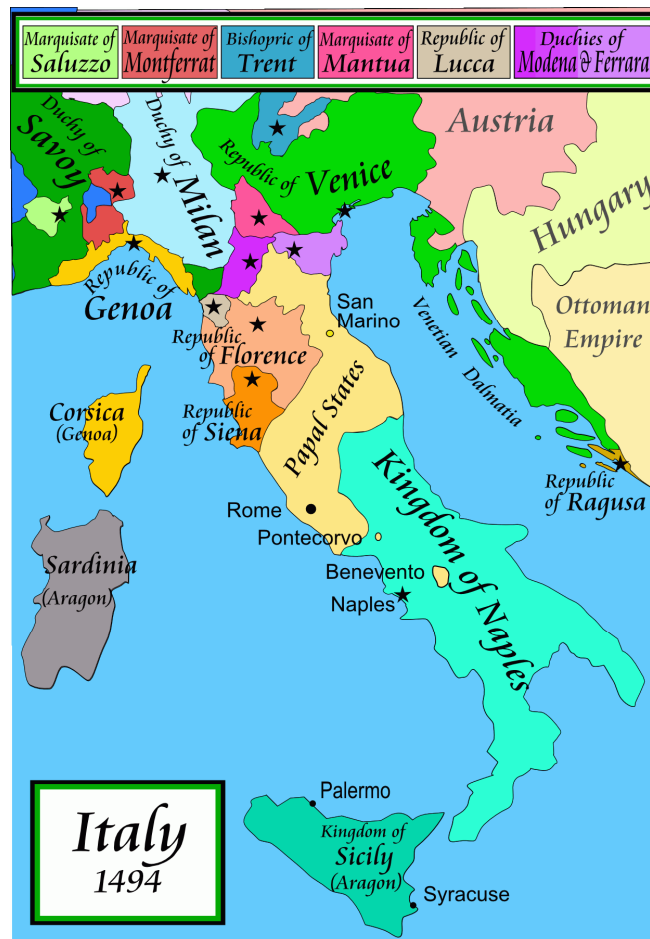 Marquisate of
Saluzzo
Marquisate of
Montferrat
Bishopric of
Trent
Marquisate of
Mantua
Republic of
Lucca
Duchies of
Modena & Ferrara
Duchy of
Savoy
Duchy of
Milan
Republic of Venice
Austria
Hungary
Ottoman
Empire
Republic of
Genoa
San
Marino
Republic
of Florence
Venetian Dalmatia
Corsica
(Genoa)
Republic
of Siena
Papal States
Republic
of Ragusa
Rome
Pontecorvo
Kingdom of Naples
Sardinia
(Aragon)
Benevento
Naples
Italy
1494
Palermo
Kingdom of
Sicily
(Aragon)
Syracuse